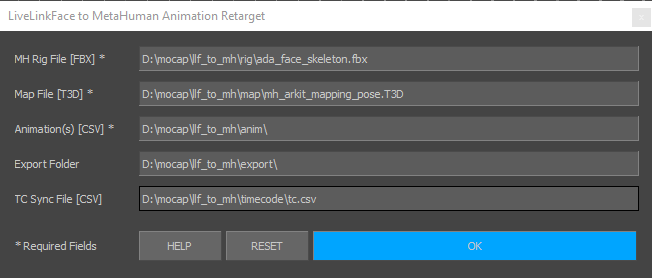 LiveLinkFace to MetaHuman Animation Retarget x
MH Rig File [FBX] * D:\mocap\lf_to_mh\rig\ada_face_skeleton.fbx
Map File [T3D] * D:\mocap\lf_to_mh\map\mh_arkit_mapping_pose.T3D
Animation(s) [CSV] * D:\mocap\lf_to_mh\anim\
Export Folder D:\mocap\lf_to_mh\export\
TC Sync File [CSV] D:\mocap\lf_to_mh\timecode\tc.csv
* Required Fields HELP RESET OK